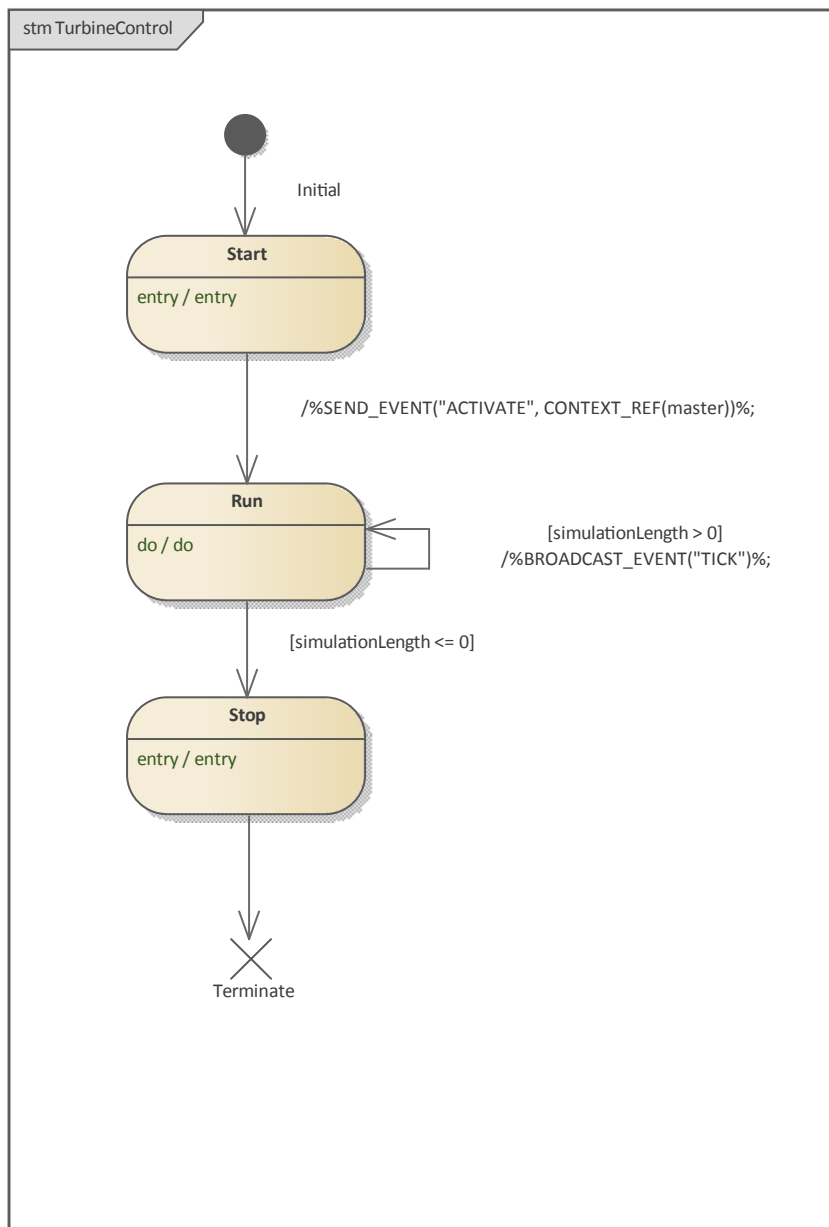 stm TurbineControl
Initial
Start
entry / entry
/%SEND_EVENT("ACTIVATE", CONTEXT_REF(master))%;
Run
do / do
[simulationLength > 0]
/%BROADCAST_EVENT("TICK")%;
[simulationLength <= 0]
Stop
entry / entry
Terminate